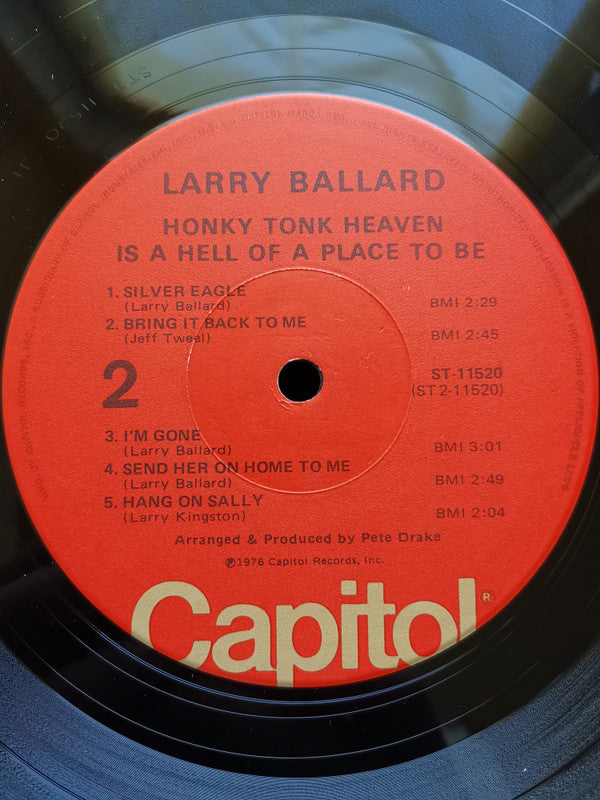 LARRY BALLARD
HONKY TONK HEAVEN
IS A HELL OF A PLACE TO BE
1. SILVER EAGLE
(Larry Ballard) BMI 2:29
2. BRING IT BACK TO ME
(Jeff Tweel) BMI 2:45
2
ST-11520
(ST2-11520)
3. I'M GONE
(Larry Ballard) BMI 3:01
4. SEND HER ON HOME TO ME
(Larry Ballard) BMI 2:49
5. HANG ON SALLY
(Larry Kingston) BMI 2:04
Arranged & Produced by Pete Drake
℗1976 Capitol Records, Inc.
Capitol®